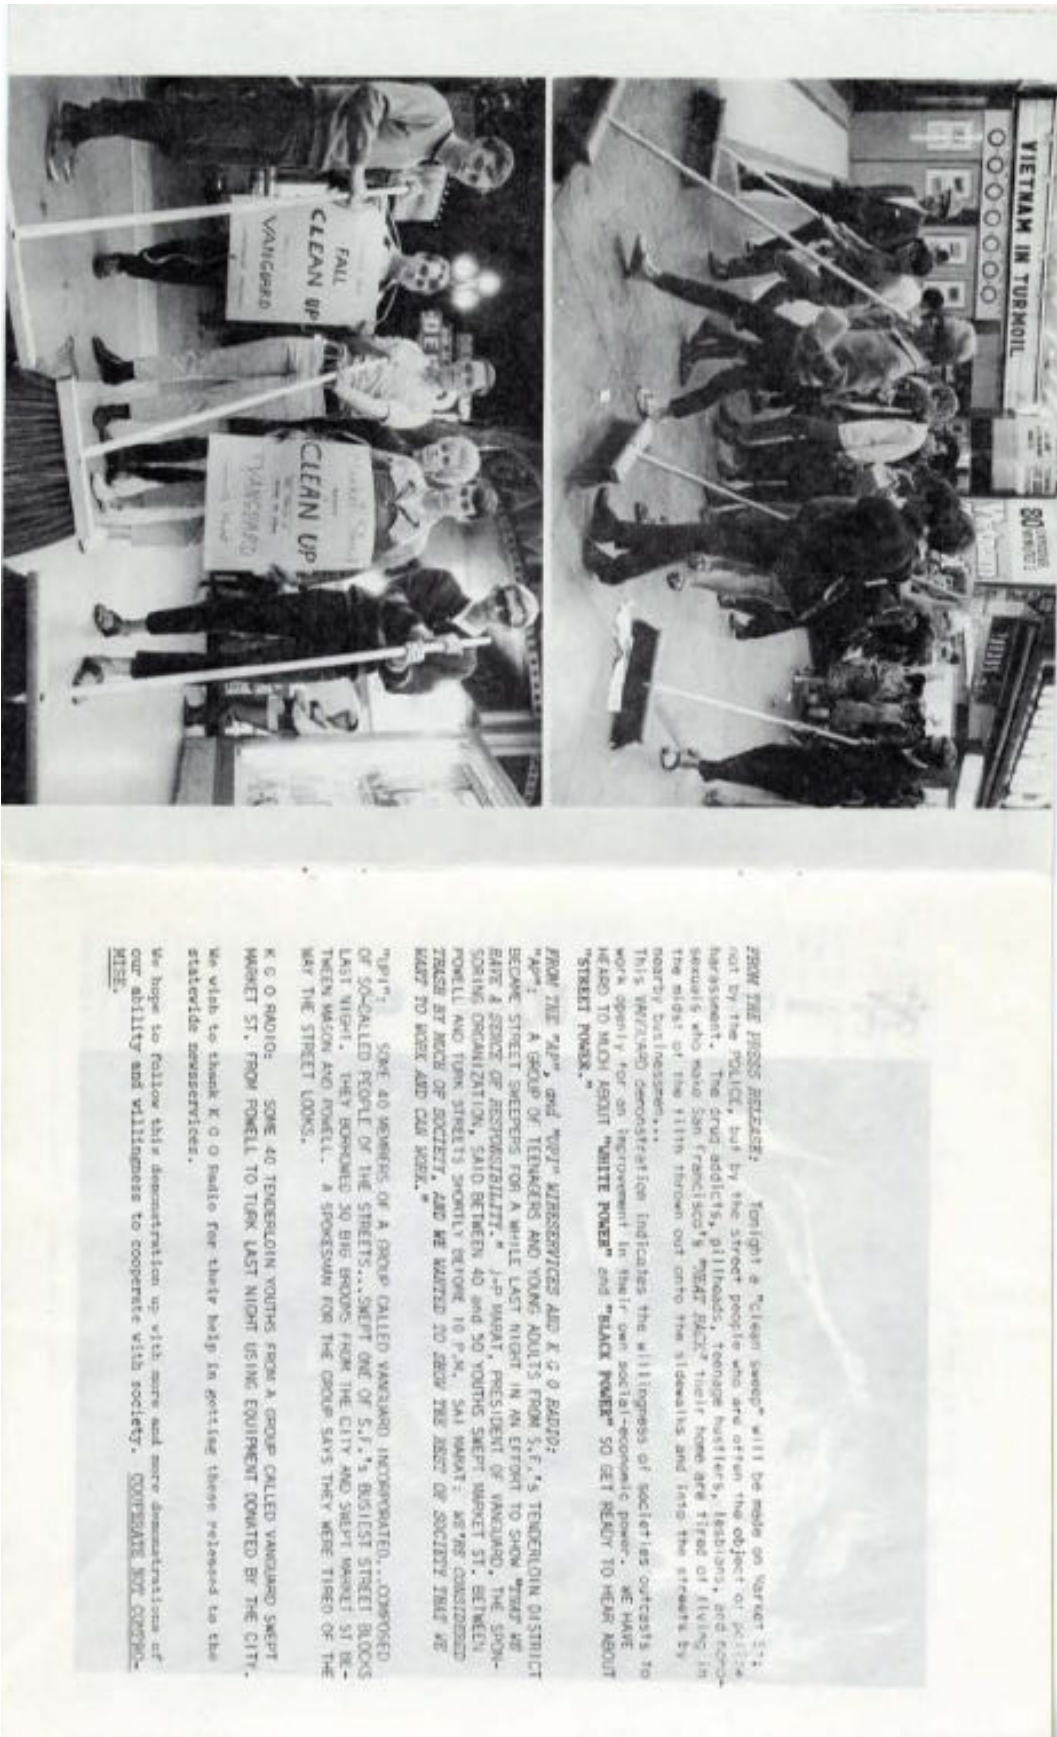 VIETNAM IN TURMOIL
80
FALL
CLEAN UP
VANGUARD
CLEAN UP
VANGUARD
FROM THE PRESS RELEASE: Tonight a "clean sweep" will be made on Market St;
not by the POLICE, but by the street people who are often the object of police
harassment. The drug addicts, pillheads, teenage hustlers, lesbians, and homo-
sexuals who make San Francisco's "MEAT RACK" their home are tired of living in
the midst of the filth thrown out onto the sidewalks and into the streets by
nearby businessmen...
This VANGUARD demonstration indicates the willingness of societies outcasts to
work openly for an improvement in their own social-economic power. WE HAVE
HEARD TO MUCH ABOUT "WHITE POWER" and "BLACK POWER" SO GET READY TO HEAR ABOUT
"STREET POWER."
FROM THE "AP", and "UPI" WIRESERVICES AND K G O RADIO:
"AP": A GROUP OF TEENAGERS AND YOUNG ADULTS FROM S.F.'s TENDERLOIN DISTRICT
BECAME STREET SWEEPERS FOR A WHILE LAST NIGHT IN AN EFFORT TO SHOW "THAT WE
HAVE A SENCE OF RESPONSIBILITY." J-P MARAT, PRESIDENT OF VANGUARD, THE SPON-
SORING ORGANIZATION, SAID BETWEEN 40 and 50 YOUTHS SWEPT MARKET ST. BETWEEN
POWELL AND TURK STREETS SHORTLY BEFORE 10 P.M. SAI MARAT: WE'RE CONSIDERED
TRASH BY MUCH OF SOCIETY, AND WE WANTED TO SHOW THE REST OF SOCIETY THAT WE
WANT TO WORK AND CAN WORK."
"UPI": SOME 40 MEMBERS OF A GROUP CALLED VANGUARD INCORPORATED...COMPOSED
OF SO-CALLED PEOPLE OF THE STREETS...SWEPT ONE OF S.F.'s BUSIEST STREET BLOCKS
LAST NIGHT. THEY BORROWED 30 BIG BROOMS FROM THE CITY AND SWEPT MARKET ST BE-
TWEEN MASON AND POWELL. A SPOKESMAN FOR THE GROUP SAYS THEY WERE TIRED OF THE
WAY THE STREET LOOKS.
K G O RADIO: SOME 40 TENDERLOIN YOUTHS FROM A GROUP CALLED VANGUARD SWEPT
MARKET ST. FROM POWELL TO TURK LAST NIGHT USING EQUIPMENT DONATED BY THE CITY.
We wish to thank K G O Radio for their help in getting these released to the
statewide newsservices.
We hope to follow this demonstration up with more and more demonstrations of
our ability and willingness to cooperate with society. COOPERATE NOT COMPRO-
MISE.